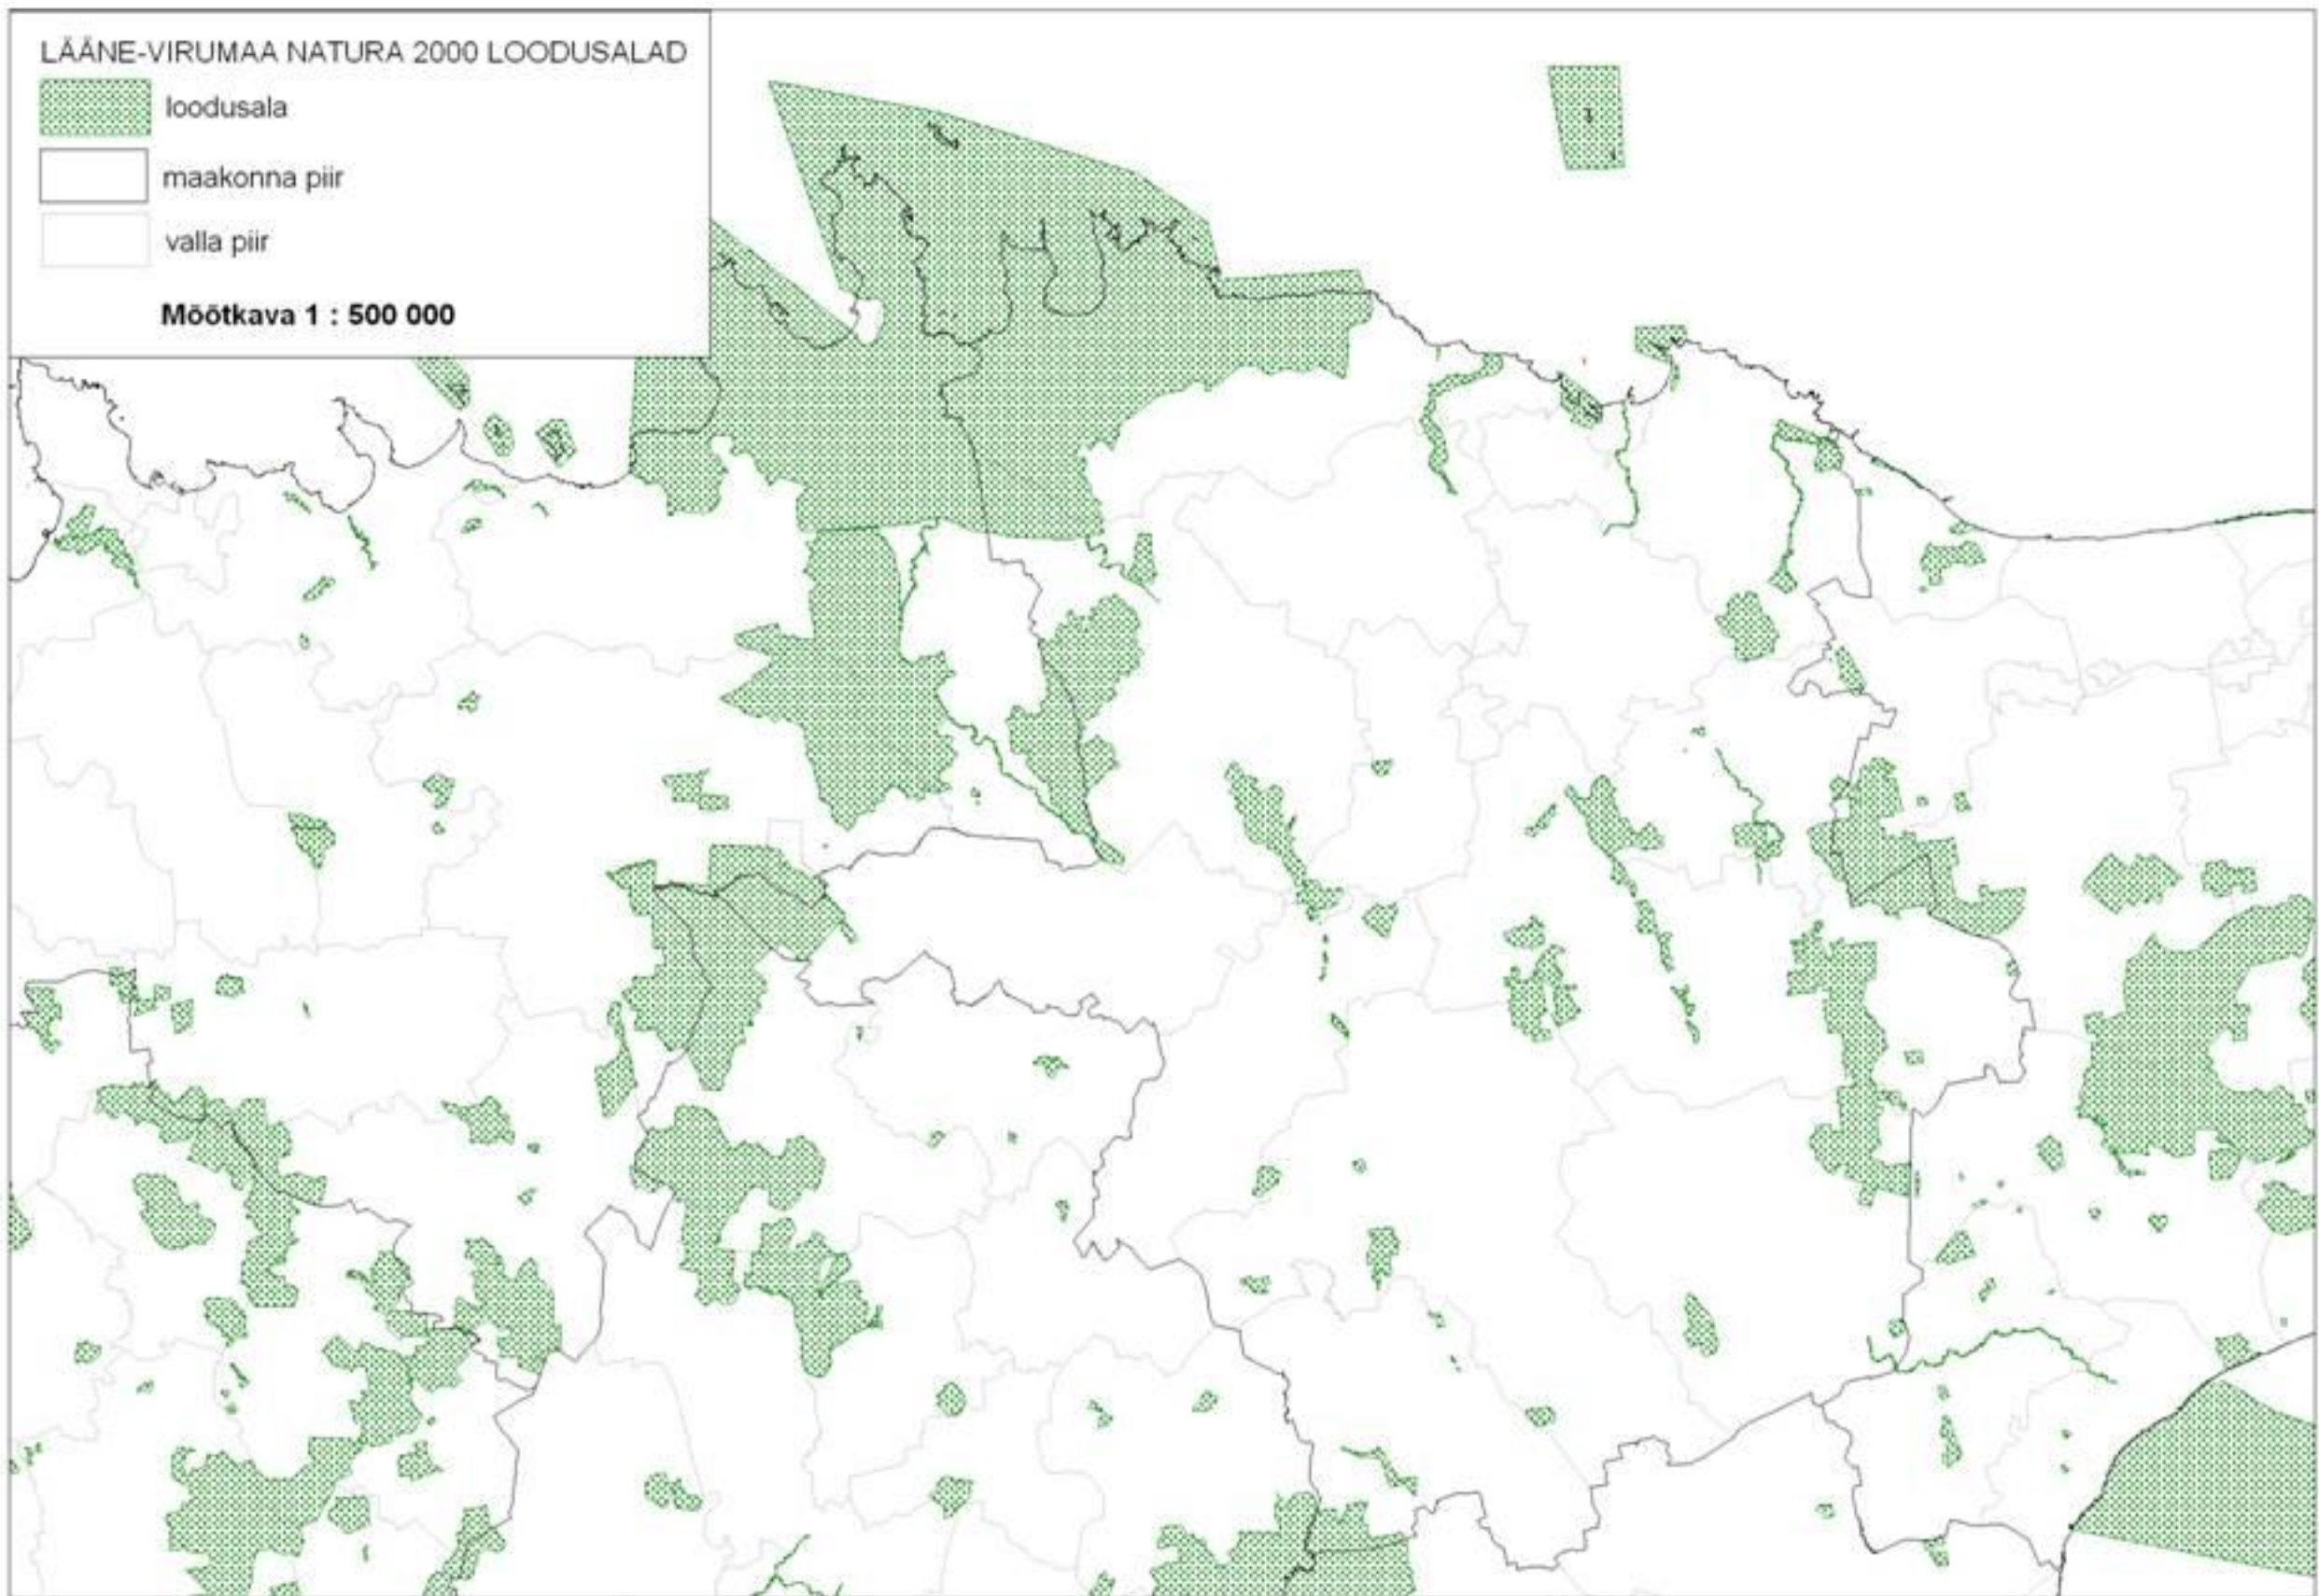 LÄÄNE-VIRUMAA NATURA 2000 LOODUSALAD
loodusala
maakonna piir
valla piir
Mõõtkava 1 : 500 000